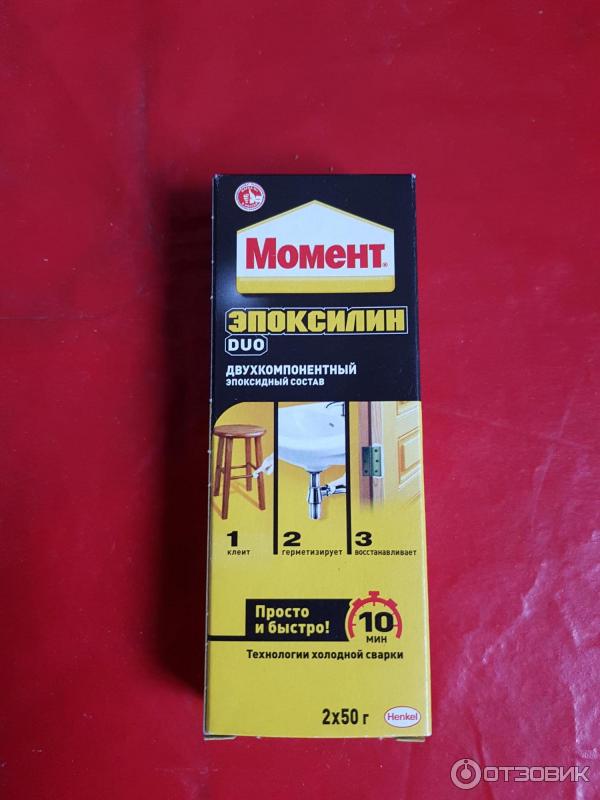 Момент®
ЭПОКСИЛИН
DUO
ДВУХКОМПОНЕНТНЫЙ
ЭПОКСИДНЫЙ СОСТАВ
1 2 3
клеит герметизирует восстанавливает
Просто
и быстро!
10
МИН
Технологии холодной сварки
2х50 г
Henkel
ОТЗОВИК